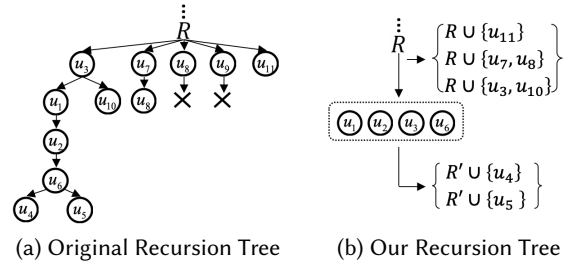 ⋮
R
u3 u7 u8 u9 u11
u1 u10 u8 × ×
u2
u6
u4 u5
(a) Original Recursion Tree
⋮
R
R ∪ {u11}
R ∪ {u7, u8}
R ∪ {u3, u10}
u1 u2 u3 u6
R′ ∪ {u4}
R′ ∪ {u5 }
(b) Our Recursion Tree